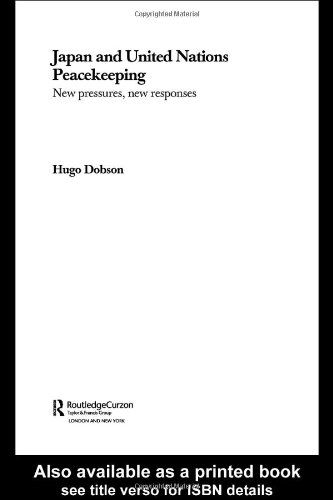 Copyrighted Material
Japan and United Nations
Peacekeeping
New pressures, new responses
Hugo Dobson
RoutledgeCurzon
Taylor & Francis Group
LONDON AND NEW YORK
Copyrighted Material
Also available as a printed book
see title verso for ISBN details